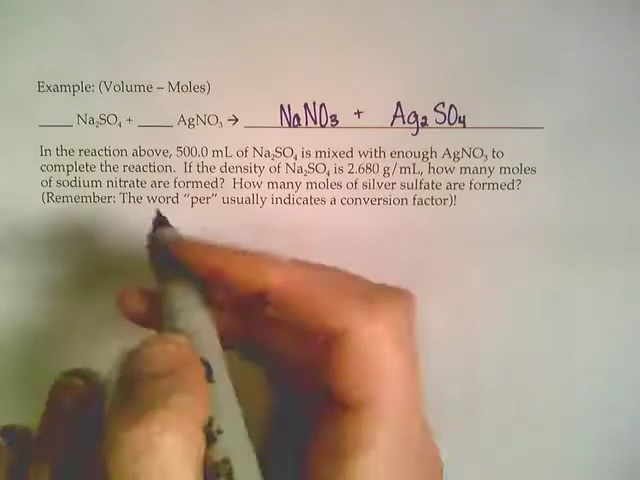 Example: (Volume – Moles)
____ Na₂SO₄ + ____ AgNO₃ → NaNO₃ + Ag₂SO₄
In the reaction above, 500.0 mL of Na₂SO₄ is mixed with enough AgNO₃ to
complete the reaction. If the density of Na₂SO₄ is 2.680 g/mL, how many moles
of sodium nitrate are formed? How many moles of silver sulfate are formed?
(Remember: The word “per” usually indicates a conversion factor)!